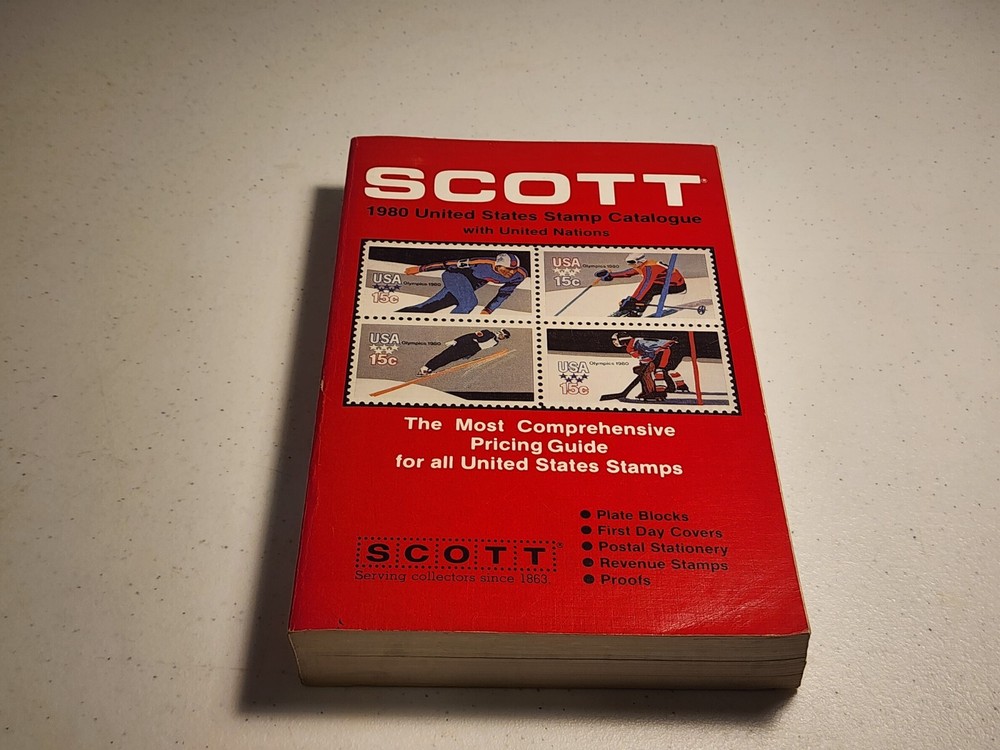 SCOTT®
1980 United States Stamp Catalogue
with United Nations
USA
Olympics 1980
15c
USA
Olympics 1980
15c
USA
Olympics 1980
15c
USA
Olympics 1980
15c
The Most Comprehensive
Pricing Guide
for all United States Stamps
● Plate Blocks
● First Day Covers
● Postal Stationery
● Revenue Stamps
● Proofs
SCOTT®
Serving collectors since 1863.